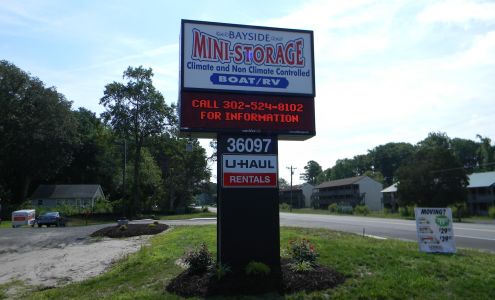 BAYSIDE
MINI-STORAGE
Climate and Non Climate Controlled
BOAT/RV
CALL 302-524-8102
FOR INFORMATION
36097
U-HAUL
RENTALS
MOVING?